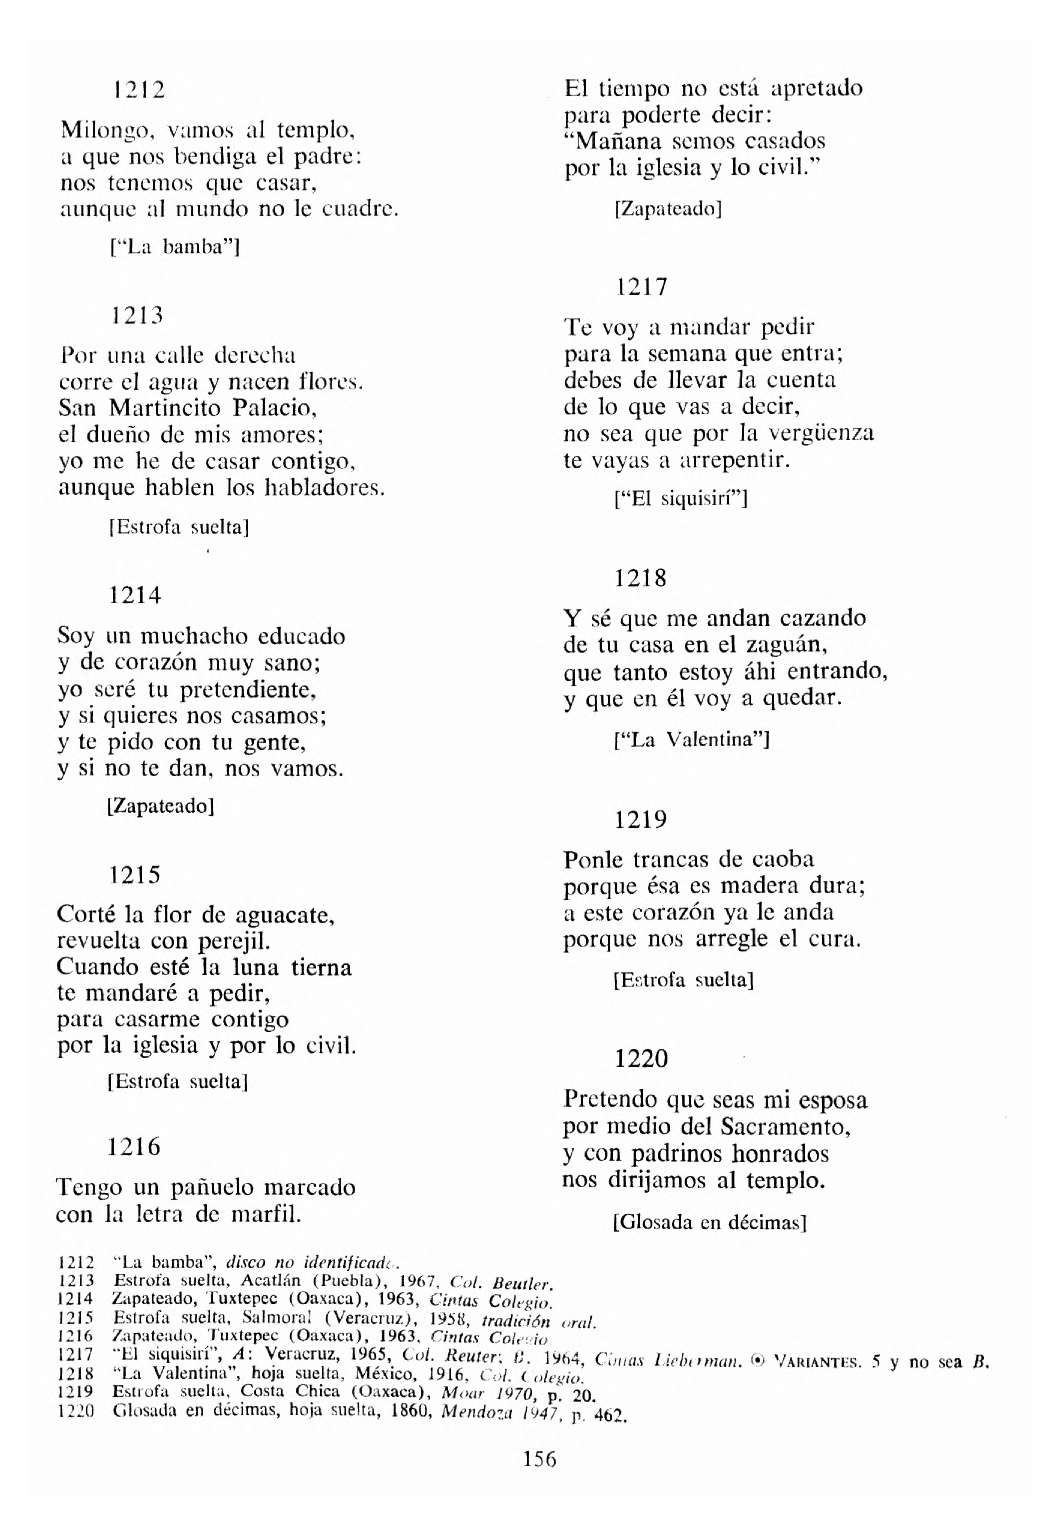 1212
Milongo, vamos al templo,
a que nos bendiga el padre:
nos tenemos que casar,
aunque al mundo no le cuadre.
["La bamba"]
1213
Por una calle derecha
corre el agua y nacen flores.
San Martincito Palacio,
el dueño de mis amores;
yo me he de casar contigo,
aunque hablen los habladores.
[Estrofa suelta]
1214
Soy un muchacho educado
y de corazón muy sano;
yo seré tu pretendiente,
y si quieres nos casamos;
y te pido con tu gente,
y si no te dan, nos vamos.
[Zapateado]
1215
Corté la flor de aguacate,
revuelta con perejil.
Cuando esté la luna tierna
te mandaré a pedir,
para casarme contigo
por la iglesia y por lo civil.
[Estrofa suelta]
1216
Tengo un pañuelo marcado
con la letra de marfil.
El tiempo no está apretado
para poderte decir:
"Mañana semos casados
por la iglesia y lo civil."
[Zapateado]
1217
Te voy a mandar pedir
para la semana que entra;
debes de llevar la cuenta
de lo que vas a decir,
no sea que por la vergüenza
te vayas a arrepentir.
["El siquisirí"]
1218
Y sé que me andan cazando
de tu casa en el zaguán,
que tanto estoy áhi entrando,
y que en él voy a quedar.
["La Valentina"]
1219
Ponle trancas de caoba
porque ésa es madera dura;
a este corazón ya le anda
porque nos arregle el cura.
[Estrofa suelta]
1220
Pretendo que seas mi esposa
por medio del Sacramento,
y con padrinos honrados
nos dirijamos al templo.
[Glosada en décimas]
1212 "La bamba", disco no identificado.
1213 Estrofa suelta, Acatlán (Puebla), 1967, Col. Beutler.
1214 Zapateado, Tuxtepec (Oaxaca), 1963, Cintas Colegio.
1215 Estrofa suelta, Salmoral (Veracruz), 1958, tradición oral.
1216 Zapateado, Tuxtepec (Oaxaca), 1963, Cintas Colegio
1217 "El siquisirí", A: Veracruz, 1965, Col. Reuter; B. 1964, Cintas Lieberman. ⊙ VARIANTES. 5 y no sea B.
1218 "La Valentina", hoja suelta, México, 1916, Col. Colegio.
1219 Estrofa suelta, Costa Chica (Oaxaca), Moar 1970, p. 20.
1220 Glosada en décimas, hoja suelta, 1860, Mendoza 1947, p. 462.
156